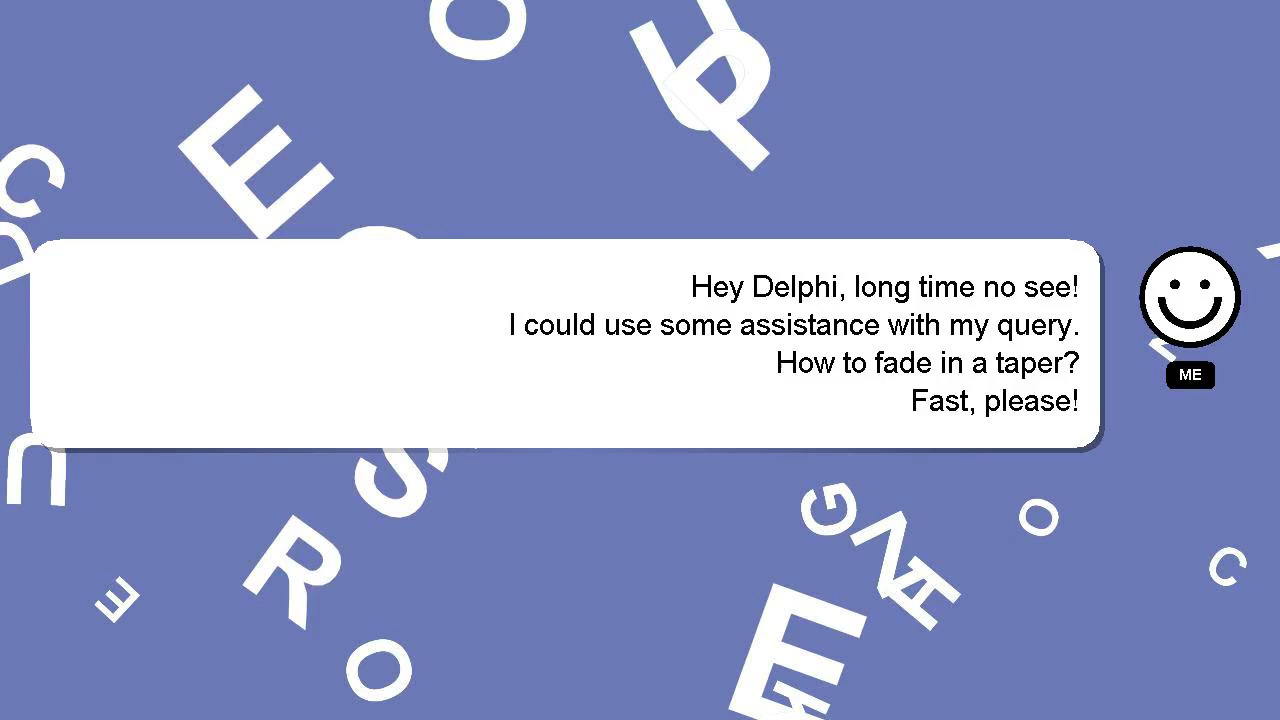 Hey Delphi, long time no see!
I could use some assistance with my query.
How to fade in a taper?
Fast, please!
ME